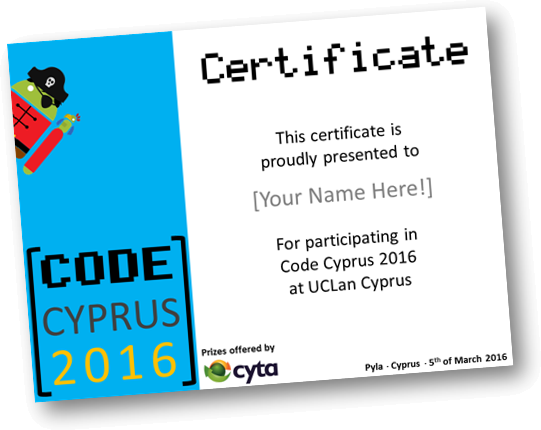 Certificate
This certificate is
proudly presented to
[Your Name Here!]
For participating in
Code Cyprus 2016
at UCLan Cyprus
[CODE
CYPRUS
2016]
Prizes offered by
cyta
Pyla · Cyprus · 5th of March 2016